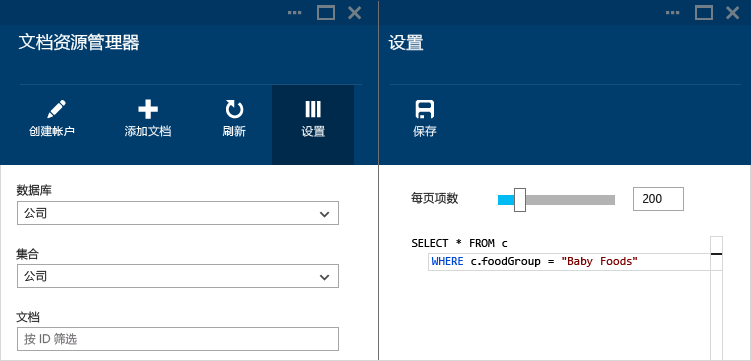 文档资源管理器
创建帐户 添加文档 刷新 设置
数据库
公司
集合
公司
文档
按 ID 筛选
设置
保存
每页项数 200
SELECT * FROM c
WHERE c.foodGroup = "Baby Foods"